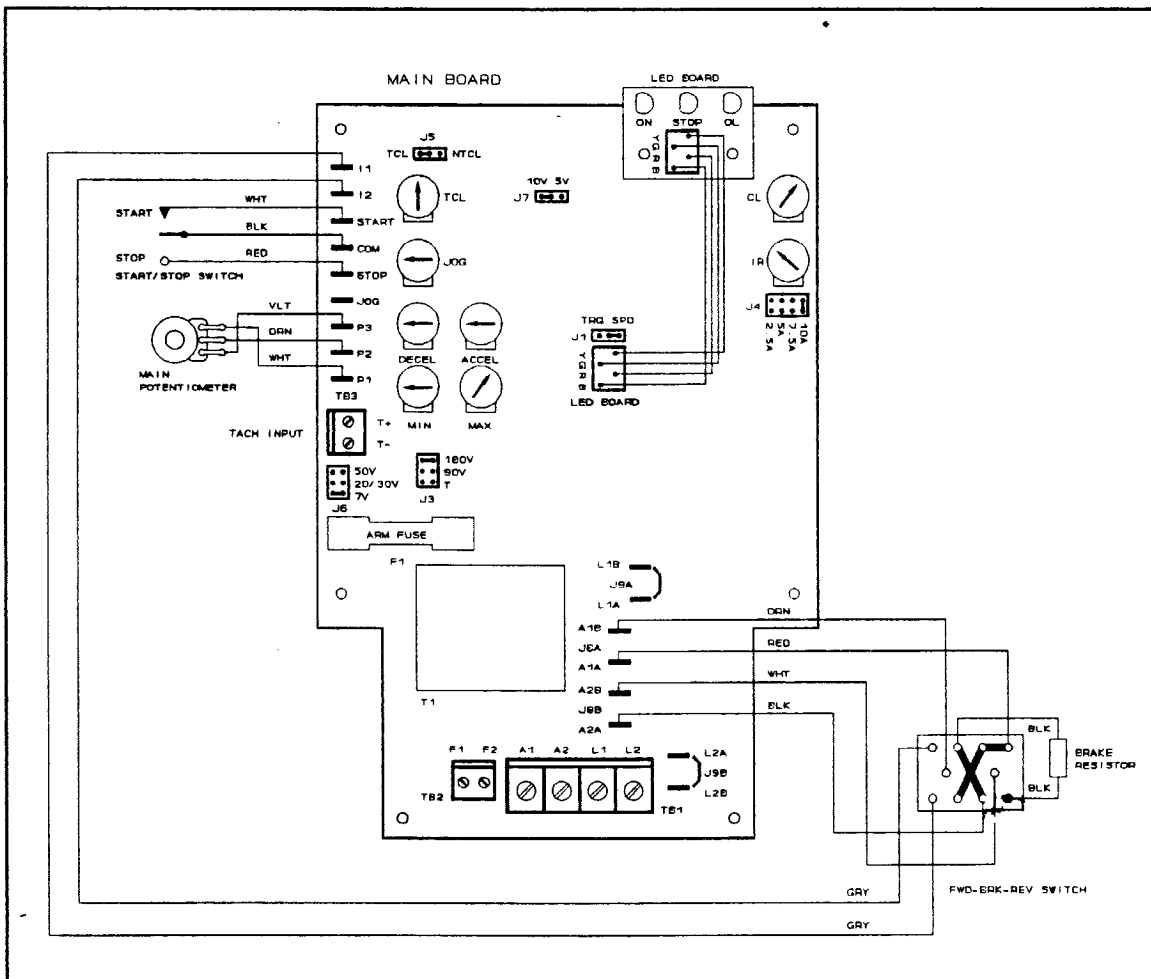 MAIN BOARD
LED BOARD
ON STOP OL
Y G R B
J5
TCL NTCL
I1
I2
TCL
10V 5V
J7
CL
WHT
START
START
BLK
COM
RED
STOP
STOP
START/STOP SWITCH
JOG
IR
JOG
J4
10A
7.5A
5A
2.5A
VLT
P3
ORN
P2
WHT
P1
MAIN
POTENTIOMETER
DECEL ACCEL
TRQ SPD
J1
Y G R B
LED BOARD
MIN MAX
TB3
TACH INPUT
T+
T-
50V
20/30V
7V
J6
180V
90V
T
J3
ARM FUSE
F1
L1B
J9A
L1A
ORN
A1B
RED
J8A
A1A
WHT
A2B
BLK
J8B
A2A
T1
F1 F2
A1 A2 L1 L2
L2A
J9B
L2B
TB2
TB1
BLK
BRAKE
RESISTOR
BLK
FWD-BRK-REV SWITCH
GRY
GRY